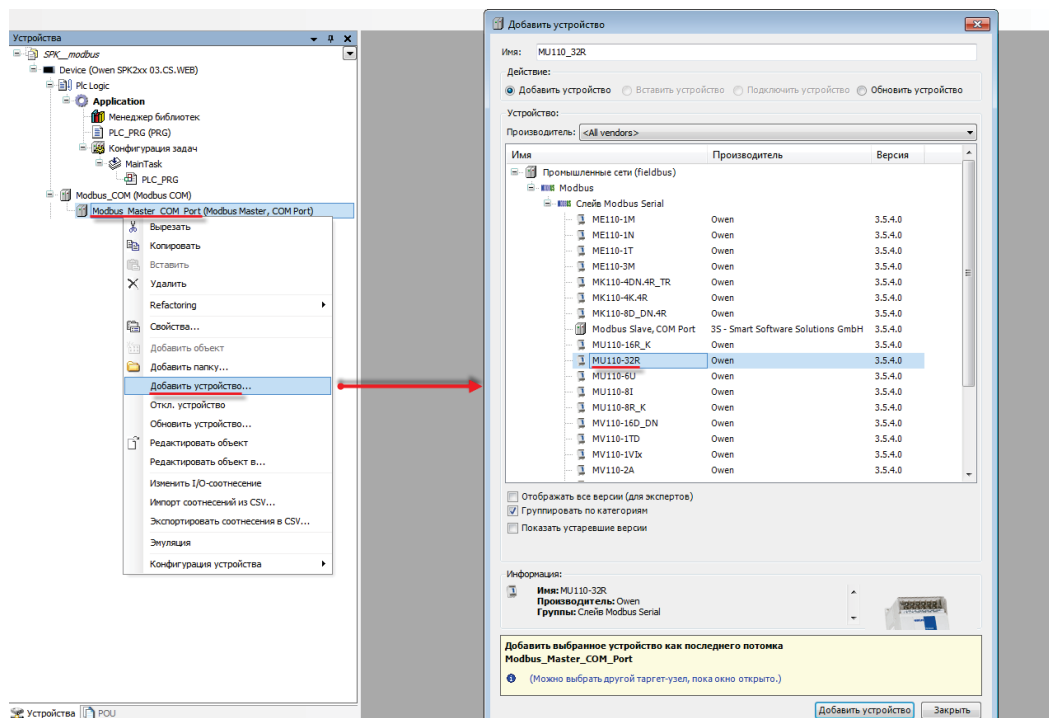 Устройства
SPK__modbus
Device (Owen SPK2xx 03.CS.WEB)
Plc Logic
Application
Менеджер библиотек
PLC_PRG (PRG)
Конфигурация задач
MainTask
PLC_PRG
Modbus_COM (Modbus COM)
Modbus_Master_COM_Port (Modbus Master, COM Port)
Вырезать
Копировать
Вставить
Удалить
Refactoring
Свойства...
Добавить объект
Добавить папку...
Добавить устройство...
Откл. устройство
Обновить устройство...
Редактировать объект
Редактировать объект в...
Изменить I/O-соотнесение
Импорт соотнесений из CSV...
Экспортировать соотнесения в CSV...
Эмуляция
Конфигурация устройства
Устройства POU
Добавить устройство
Имя: MU110_32R
Действие:
Добавить устройство Вставить устройство Подключить устройство Обновить устройство
Устройство:
Производитель: <All vendors>
Имя Производитель Версия
Промышленные сети (fieldbus)
Modbus
Слейв Modbus Serial
ME110-1M Owen 3.5.4.0
ME110-1N Owen 3.5.4.0
ME110-1T Owen 3.5.4.0
ME110-3M Owen 3.5.4.0
MK110-4DN.4R_TR Owen 3.5.4.0
MK110-4K.4R Owen 3.5.4.0
MK110-8D_DN.4R Owen 3.5.4.0
Modbus Slave, COM Port 3S - Smart Software Solutions GmbH 3.5.4.0
MU110-16R_K Owen 3.5.4.0
MU110-32R Owen 3.5.4.0
MU110-6U Owen 3.5.4.0
MU110-8I Owen 3.5.4.0
MU110-8R_K Owen 3.5.4.0
MV110-16D_DN Owen 3.5.4.0
MV110-1TD Owen 3.5.4.0
MV110-1VIx Owen 3.5.4.0
MV110-2A Owen 3.5.4.0
Отображать все версии (для экспертов)
Группировать по категориям
Показать устаревшие версии
Информация:
Имя: MU110-32R
Производитель: Owen
Группы: Слейв Modbus Serial
Добавить выбранное устройство как последнего потомка
Modbus_Master_COM_Port
(Можно выбрать другой таргет-узел, пока окно открыто.)
Добавить устройство Закрыть